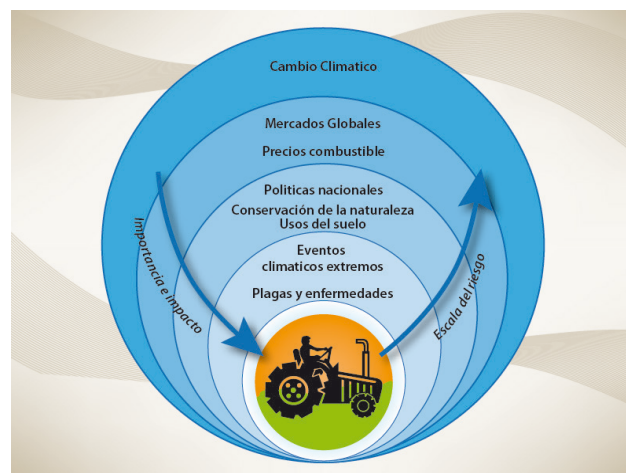 Cambio Climatico
Mercados Globales
Precios combustible
Politicas nacionales
Conservación de la naturaleza
Usos del suelo
Eventos
climaticos extremos
Plagas y enfermedades
Importancia e impacto
Escala del riesgo